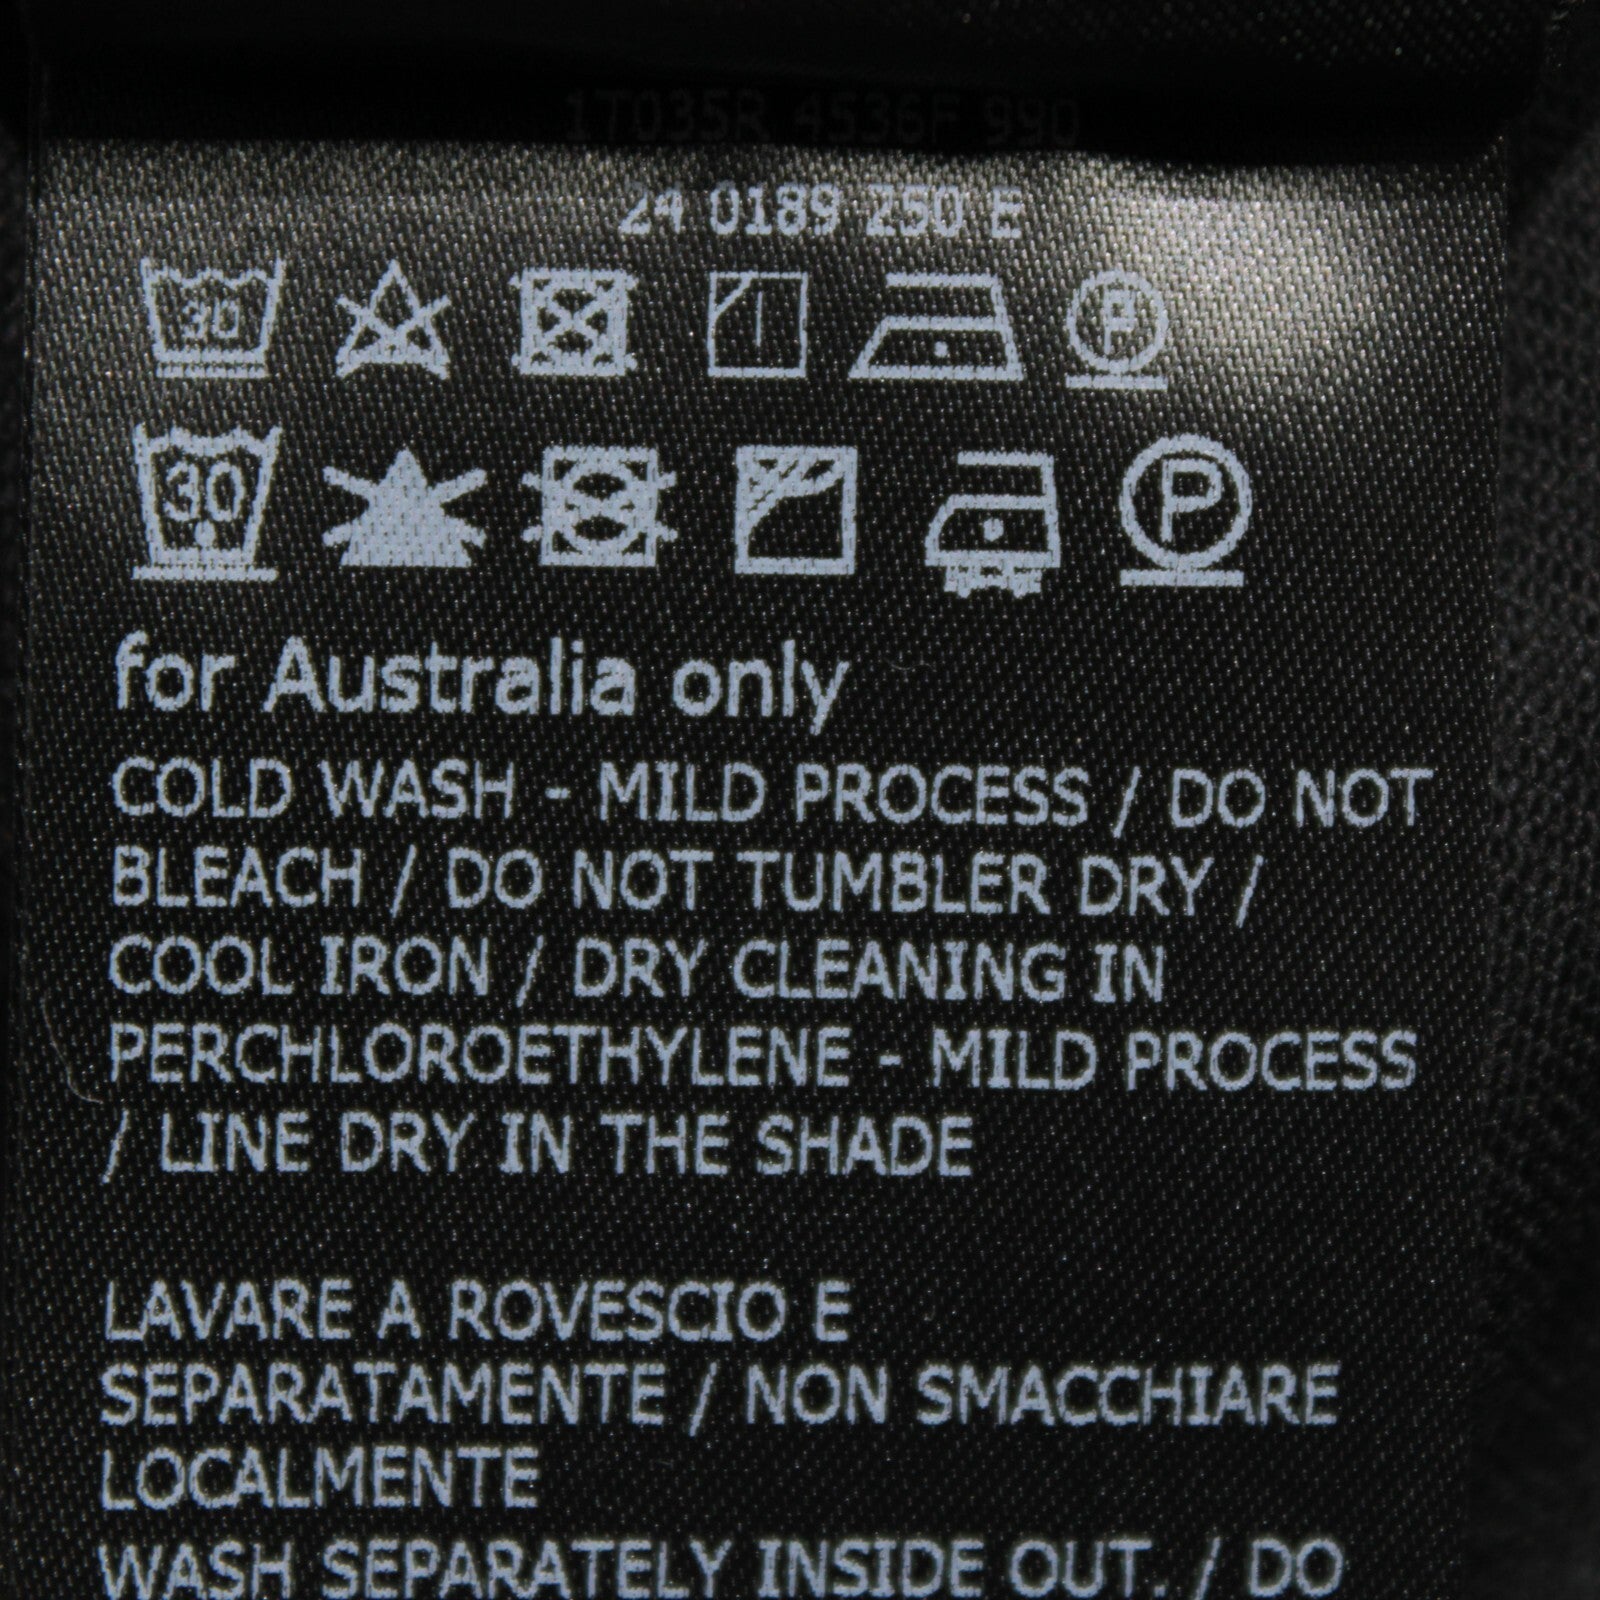 1T035R 4536F 990
24 0189 250 E
30 P
30 P
for Australia only
COLD WASH - MILD PROCESS / DO NOT
BLEACH / DO NOT TUMBLER DRY /
COOL IRON / DRY CLEANING IN
PERCHLOROETHYLENE - MILD PROCESS
/ LINE DRY IN THE SHADE
LAVARE A ROVESCIO E
SEPARATAMENTE / NON SMACCHIARE
LOCALMENTE
WASH SEPARATELY INSIDE OUT. / DO